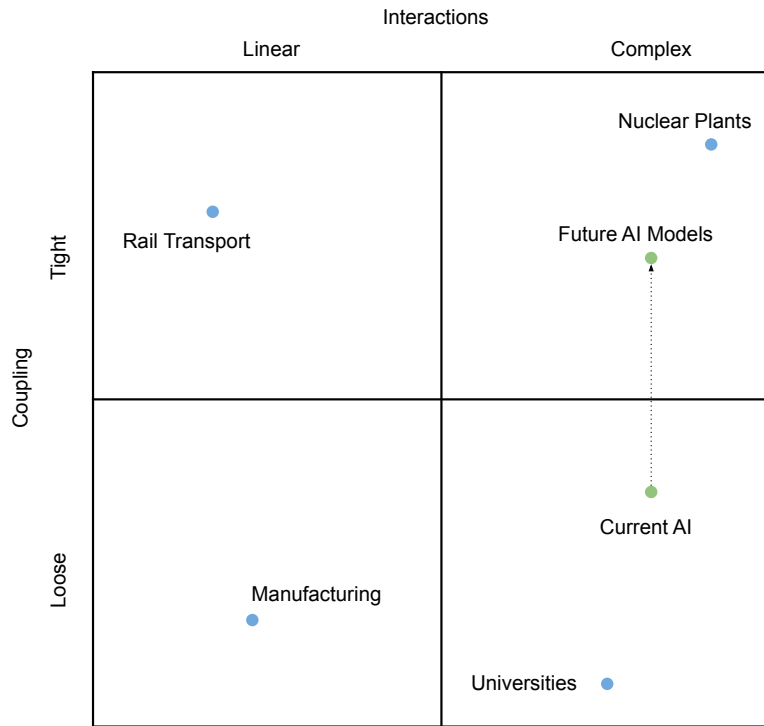 Interactions
Linear
Complex
Nuclear Plants
Rail Transport
Future AI Models
Tight
Coupling
Current AI
Loose
Manufacturing
Universities